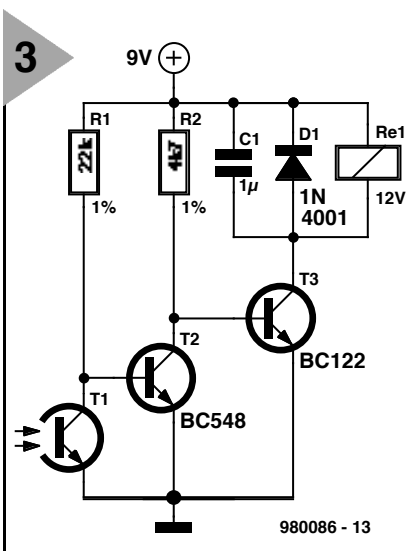 3
9V
R1
22k
1%
R2
4k7
1%
C1
1µ
D1
1N
4001
Re1
12V
T3
BC122
T2
BC548
T1
980086 - 13